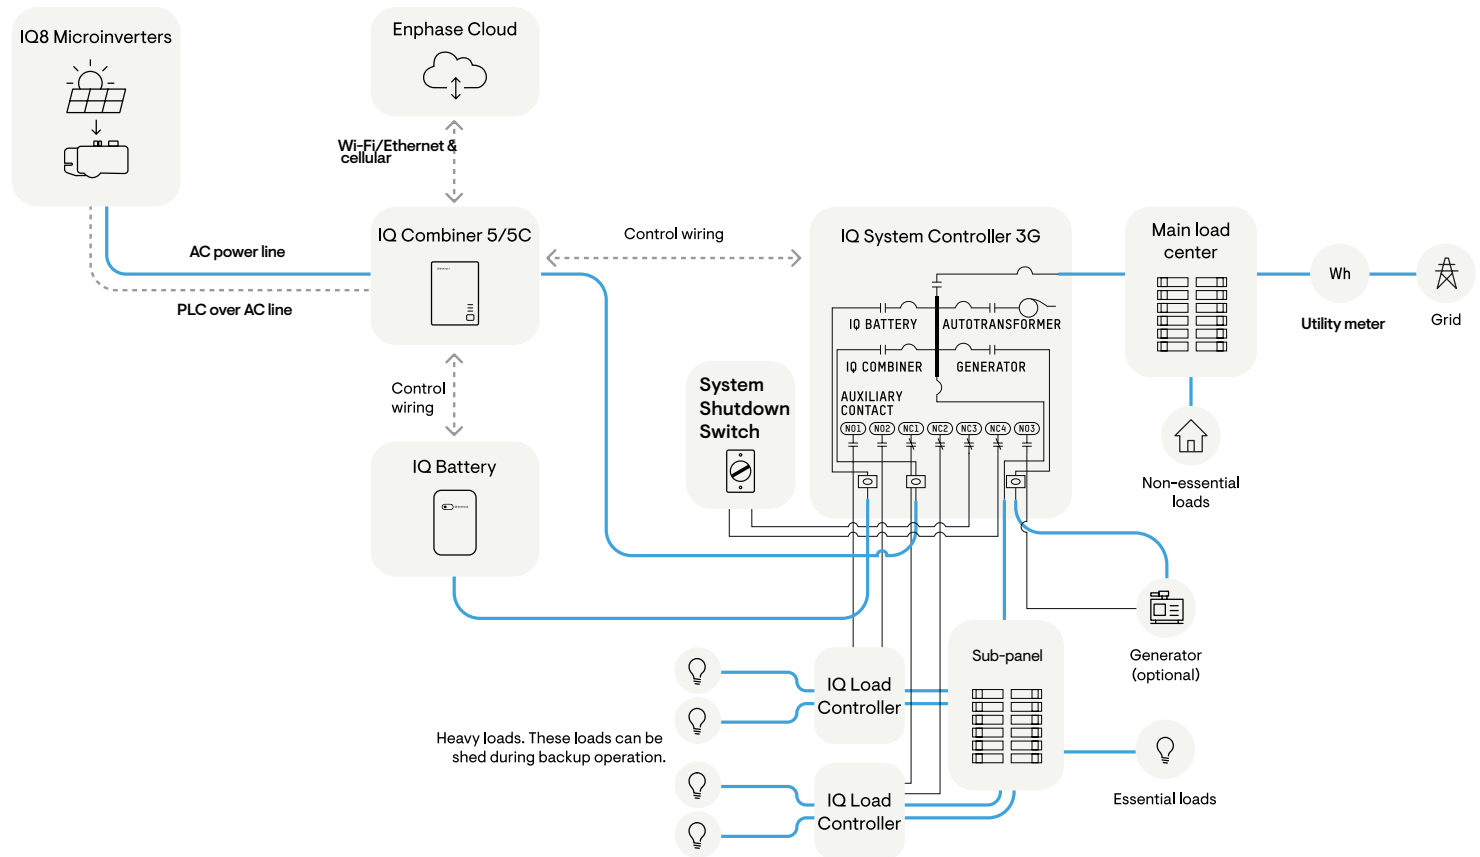 IQ8 Microinverters
Enphase Cloud
Wi-Fi/Ethernet &
cellular
AC power line
PLC over AC line
IQ Combiner 5/5C
Control wiring
IQ System Controller 3G
Main load
center
Wh
Utility meter
Grid
IQ BATTERY
AUTOTRANSFORMER
IQ COMBINER
GENERATOR
AUXILIARY
CONTACT
NO1
NO2
NC1
NC2
NC3
NC4
NO3
System
Shutdown
Switch
Control
wiring
IQ Battery
Non-essential
loads
Generator
(optional)
Sub-panel
IQ Load
Controller
Heavy loads. These loads can be
shed during backup operation.
IQ Load
Controller
Essential loads